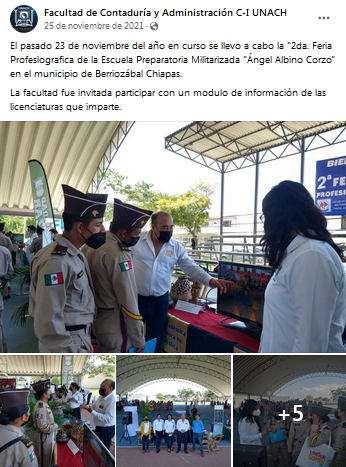 Facultad de Contaduría y Administración C-I UNACH
25 de noviembre de 2021 ·
El pasado 23 de noviembre del año en curso se llevo a cabo la "2da. Feria
Profesiografica de la Escuela Preparatoria Militarizada "Ángel Albino Corzo"
en el municipio de Berriozábal Chiapas.
La facultad fue invitada participar con un modulo de información de las
licenciaturas que imparte.
BIEN
2ª
PROFESI
+5